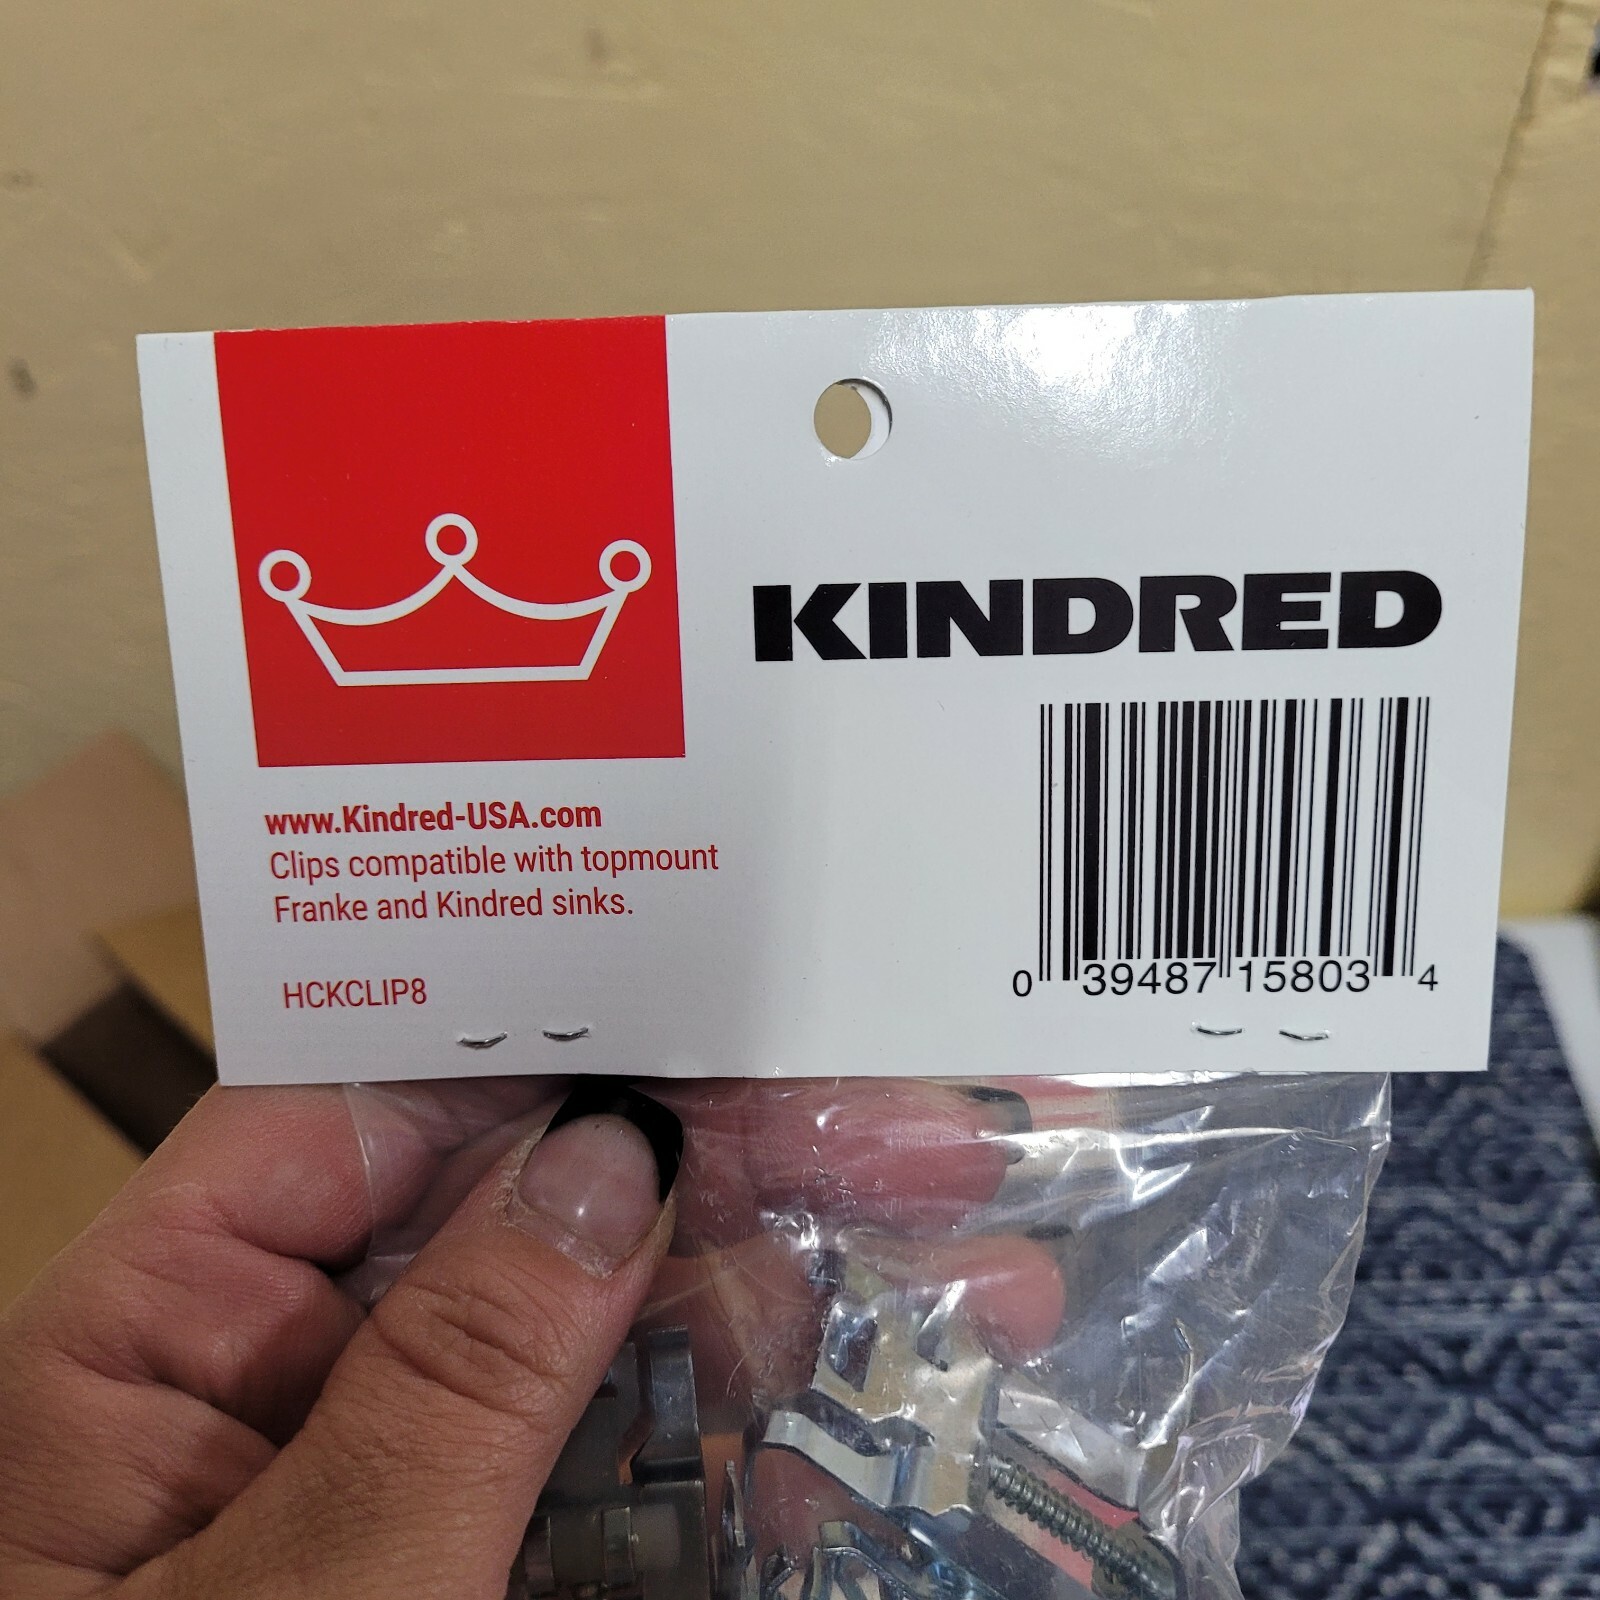 KINDRED
www.Kindred-USA.com
Clips compatible with topmount
Franke and Kindred sinks.
HCKCLIP8
0 39487 15803 4